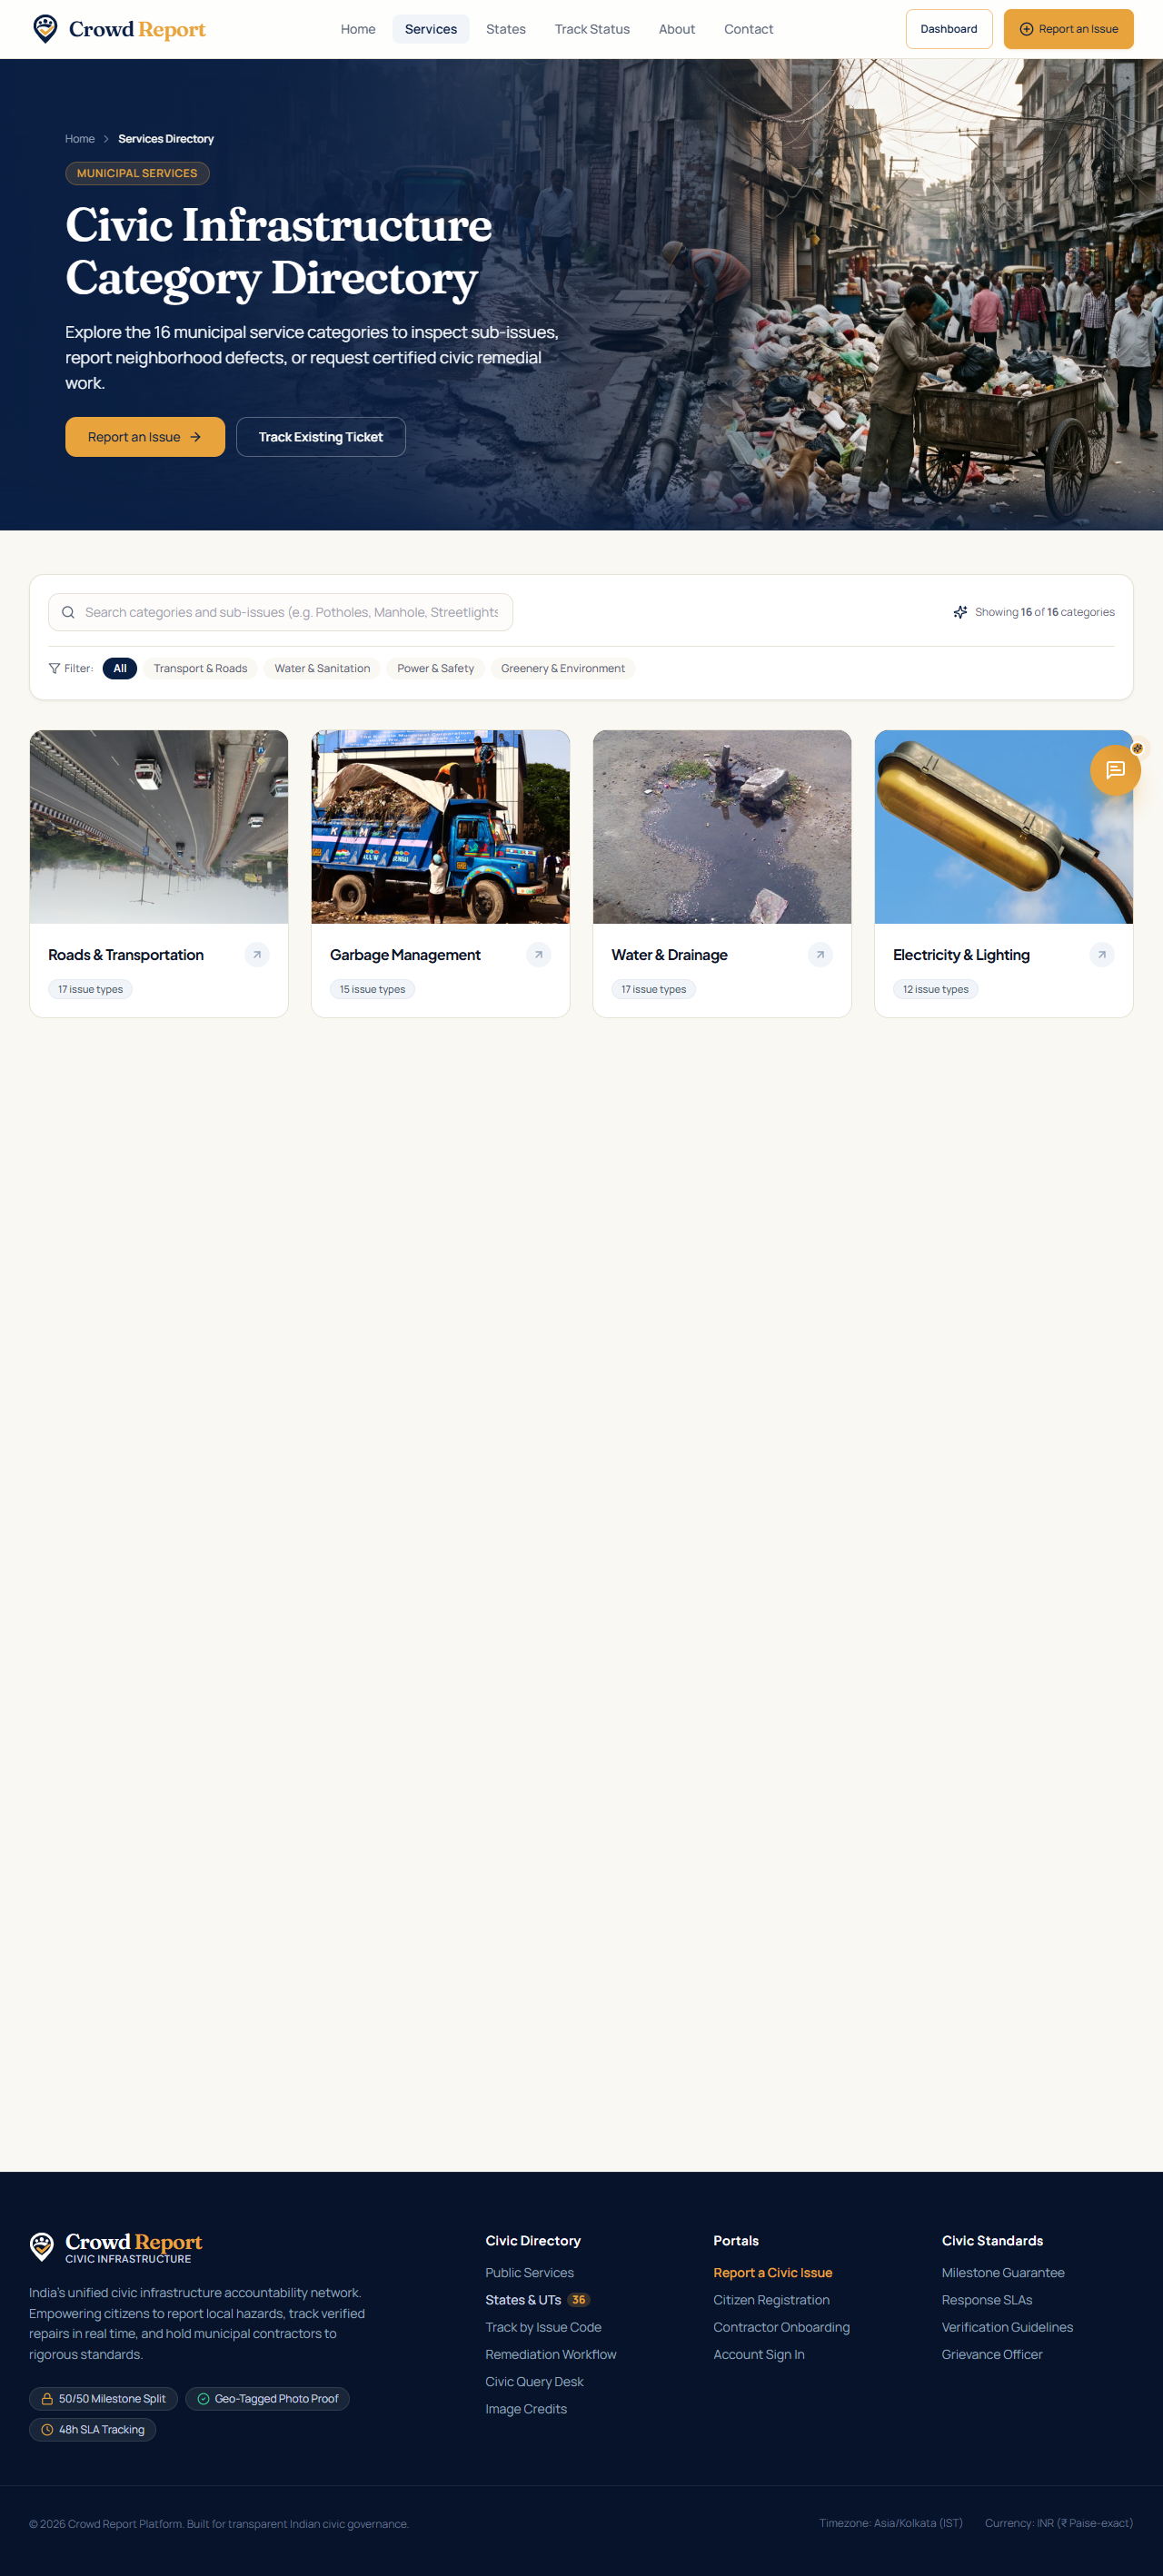 Crowd Report
Home
Services
States
Track Status
About
Contact
Dashboard
Report an Issue
Home > Services Directory
MUNICIPAL SERVICES
Civic Infrastructure
Category Directory
Explore the 16 municipal service categories to inspect sub-issues,
report neighborhood defects, or request certified civic remedial
work.
Report an Issue →
Track Existing Ticket
Search categories and sub-issues (e.g. Potholes, Manhole, Streetlights
Showing 16 of 16 categories
Filter:
All
Transport & Roads
Water & Sanitation
Power & Safety
Greenery & Environment
Roads & Transportation
17 issue types
Garbage Management
15 issue types
Water & Drainage
17 issue types
Electricity & Lighting
12 issue types
Crowd Report
CIVIC INFRASTRUCTURE
India's unified civic infrastructure accountability network.
Empowering citizens to report local hazards, track verified
repairs in real time, and hold municipal contractors to
rigorous standards.
50/50 Milestone Split
Geo-Tagged Photo Proof
48h SLA Tracking
Civic Directory
Public Services
States & UTs 36
Track by Issue Code
Remediation Workflow
Civic Query Desk
Image Credits
Portals
Report a Civic Issue
Citizen Registration
Contractor Onboarding
Account Sign In
Civic Standards
Milestone Guarantee
Response SLAs
Verification Guidelines
Grievance Officer
© 2026 Crowd Report Platform. Built for transparent Indian civic governance.
Timezone: Asia/Kolkata (IST)
Currency: INR (₹ Paise-exact)